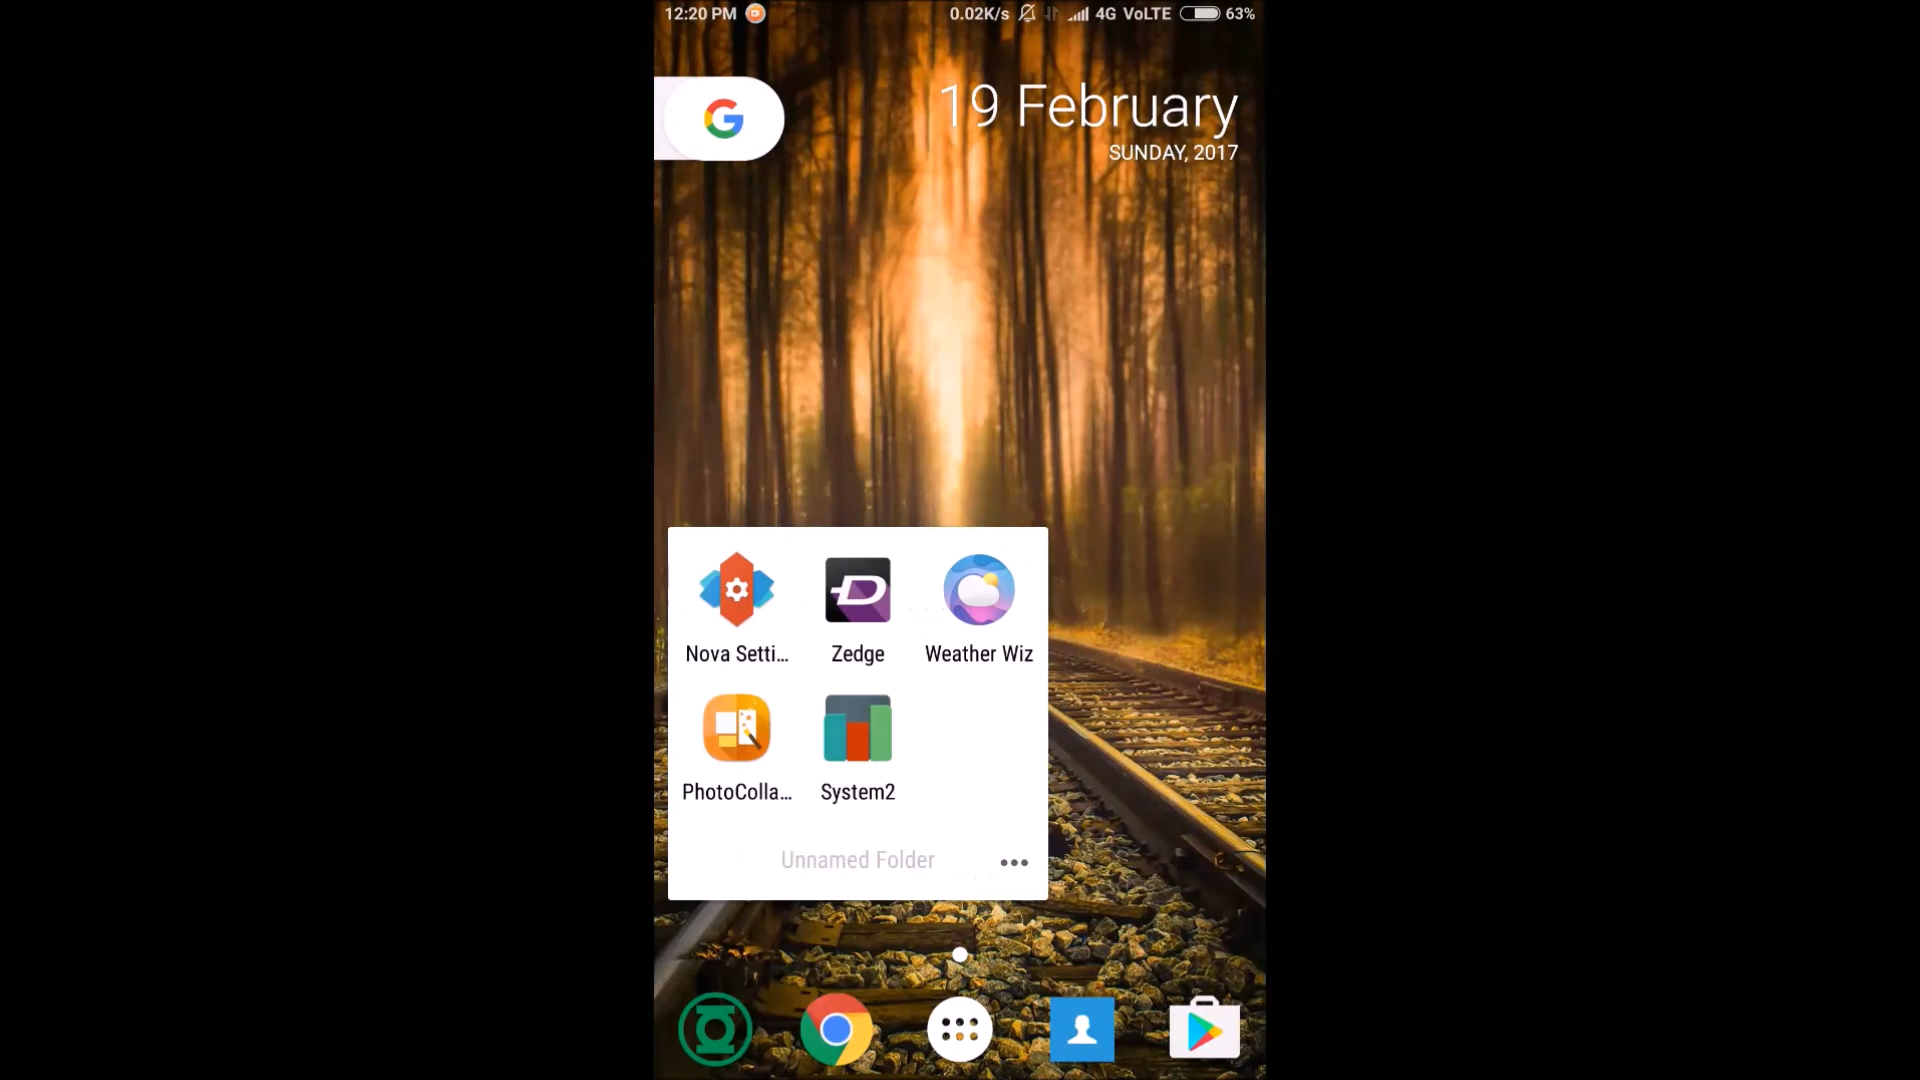 12:20 PM 0.02K/s 4G VoLTE 63%
19 February
SUNDAY, 2017
Nova Setti... Zedge Weather Wiz
PhotoColla... System2
Unnamed Folder